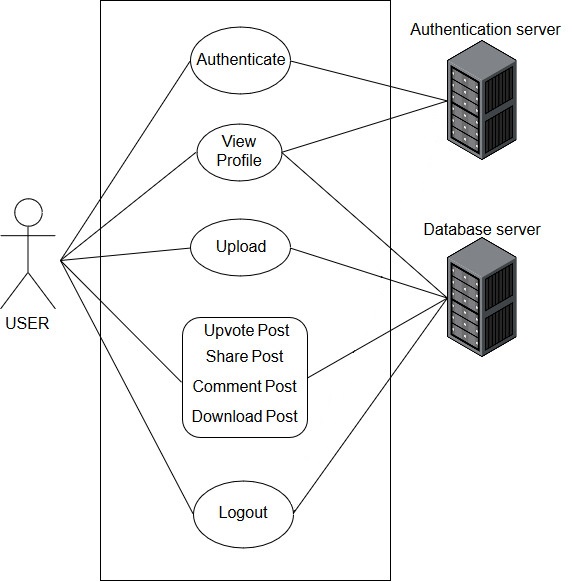 Authentication server
Authenticate
View
Profile
Database server
Upload
USER
Upvote Post
Share Post
Comment Post
Download Post
Logout